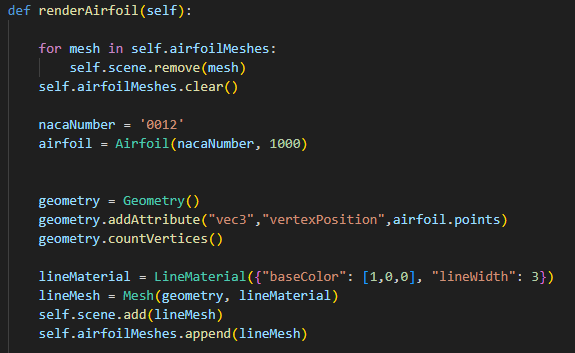 def renderAirfoil(self):
for mesh in self.airfoilMeshes:
self.scene.remove(mesh)
self.airfoilMeshes.clear()
nacaNumber = '0012'
airfoil = Airfoil(nacaNumber, 1000)
geometry = Geometry()
geometry.addAttribute("vec3","vertexPosition",airfoil.points)
geometry.countVertices()
lineMaterial = LineMaterial({"baseColor": [1,0,0], "lineWidth": 3})
lineMesh = Mesh(geometry, lineMaterial)
self.scene.add(lineMesh)
self.airfoilMeshes.append(lineMesh)